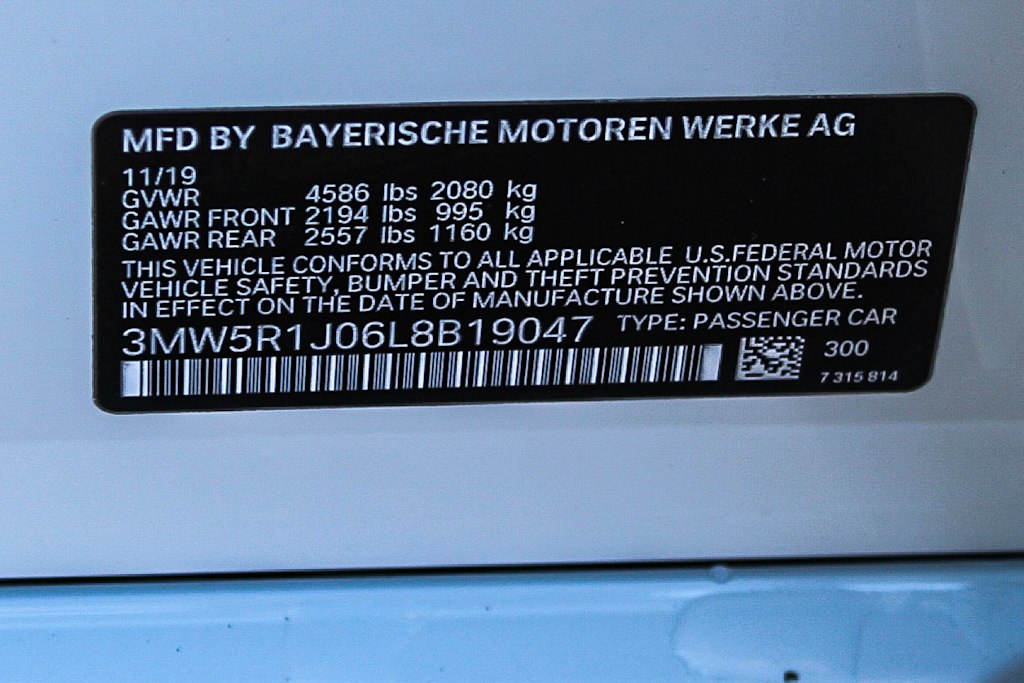 MFD BY BAYERISCHE MOTOREN WERKE AG
11/19
GVWR 4586 lbs 2080 kg
GAWR FRONT 2194 lbs 995 kg
GAWR REAR 2557 lbs 1160 kg
THIS VEHICLE CONFORMS TO ALL APPLICABLE U.S.FEDERAL MOTOR
VEHICLE SAFETY, BUMPER AND THEFT PREVENTION STANDARDS
IN EFFECT ON THE DATE OF MANUFACTURE SHOWN ABOVE.
3MW5R1J06L8B19047 TYPE: PASSENGER CAR
300
7 315 814